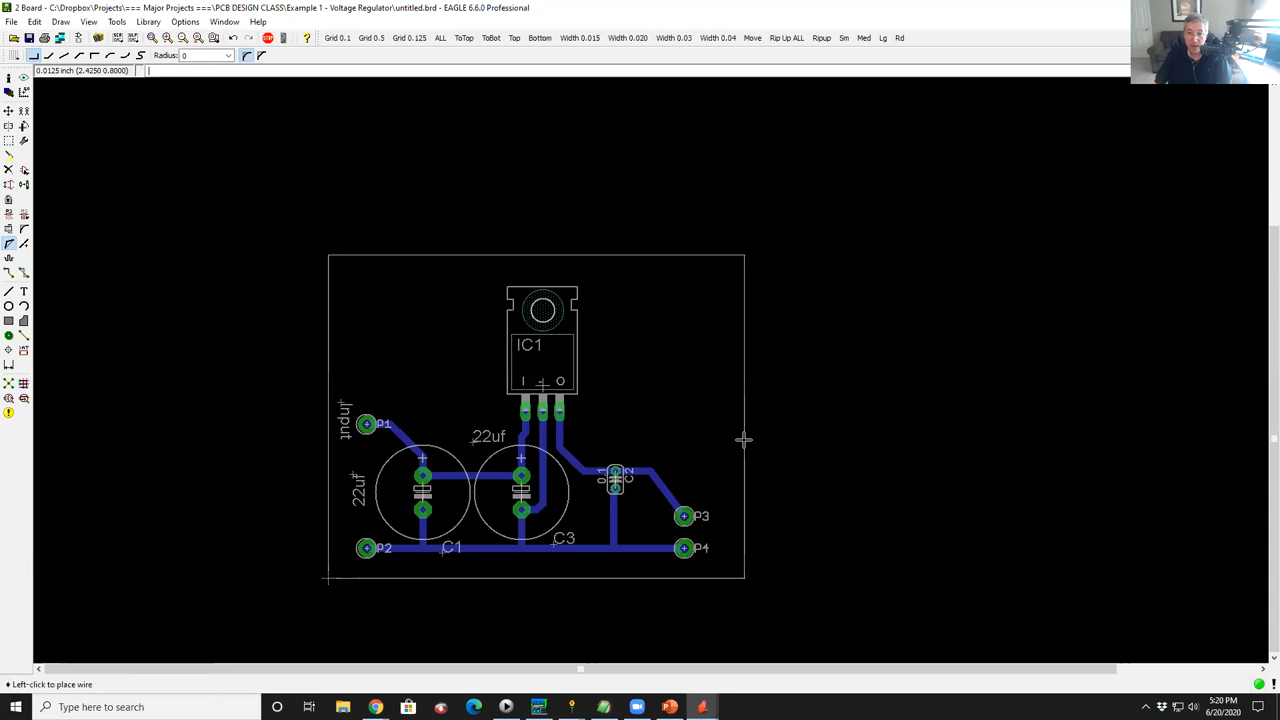 2 Board - C:\Dropbox\Projects\=== Major Projects ===\PCB DESIGN CLASS\Example 1 - Voltage Regulator\untitled.brd - EAGLE 6.6.0 Professional
File Edit Draw View Tools Library Options Window Help
Grid 0.1 Grid 0.5 Grid 0.125 ALL ToTop ToBot Top Bottom Width 0.015 Width 0.020 Width 0.03 Width 0.04 Move Rip Up ALL Ripup Sm Med Lg Rd
Radius: 0
0.0125 inch (2.4250 0.8000)
IC1
I - O
Input
P1
22uf
22uf
0.1
C2
P3
C1
C3
P2
P4
Left-click to place wire
Type here to search
5:20 PM
6/20/2020